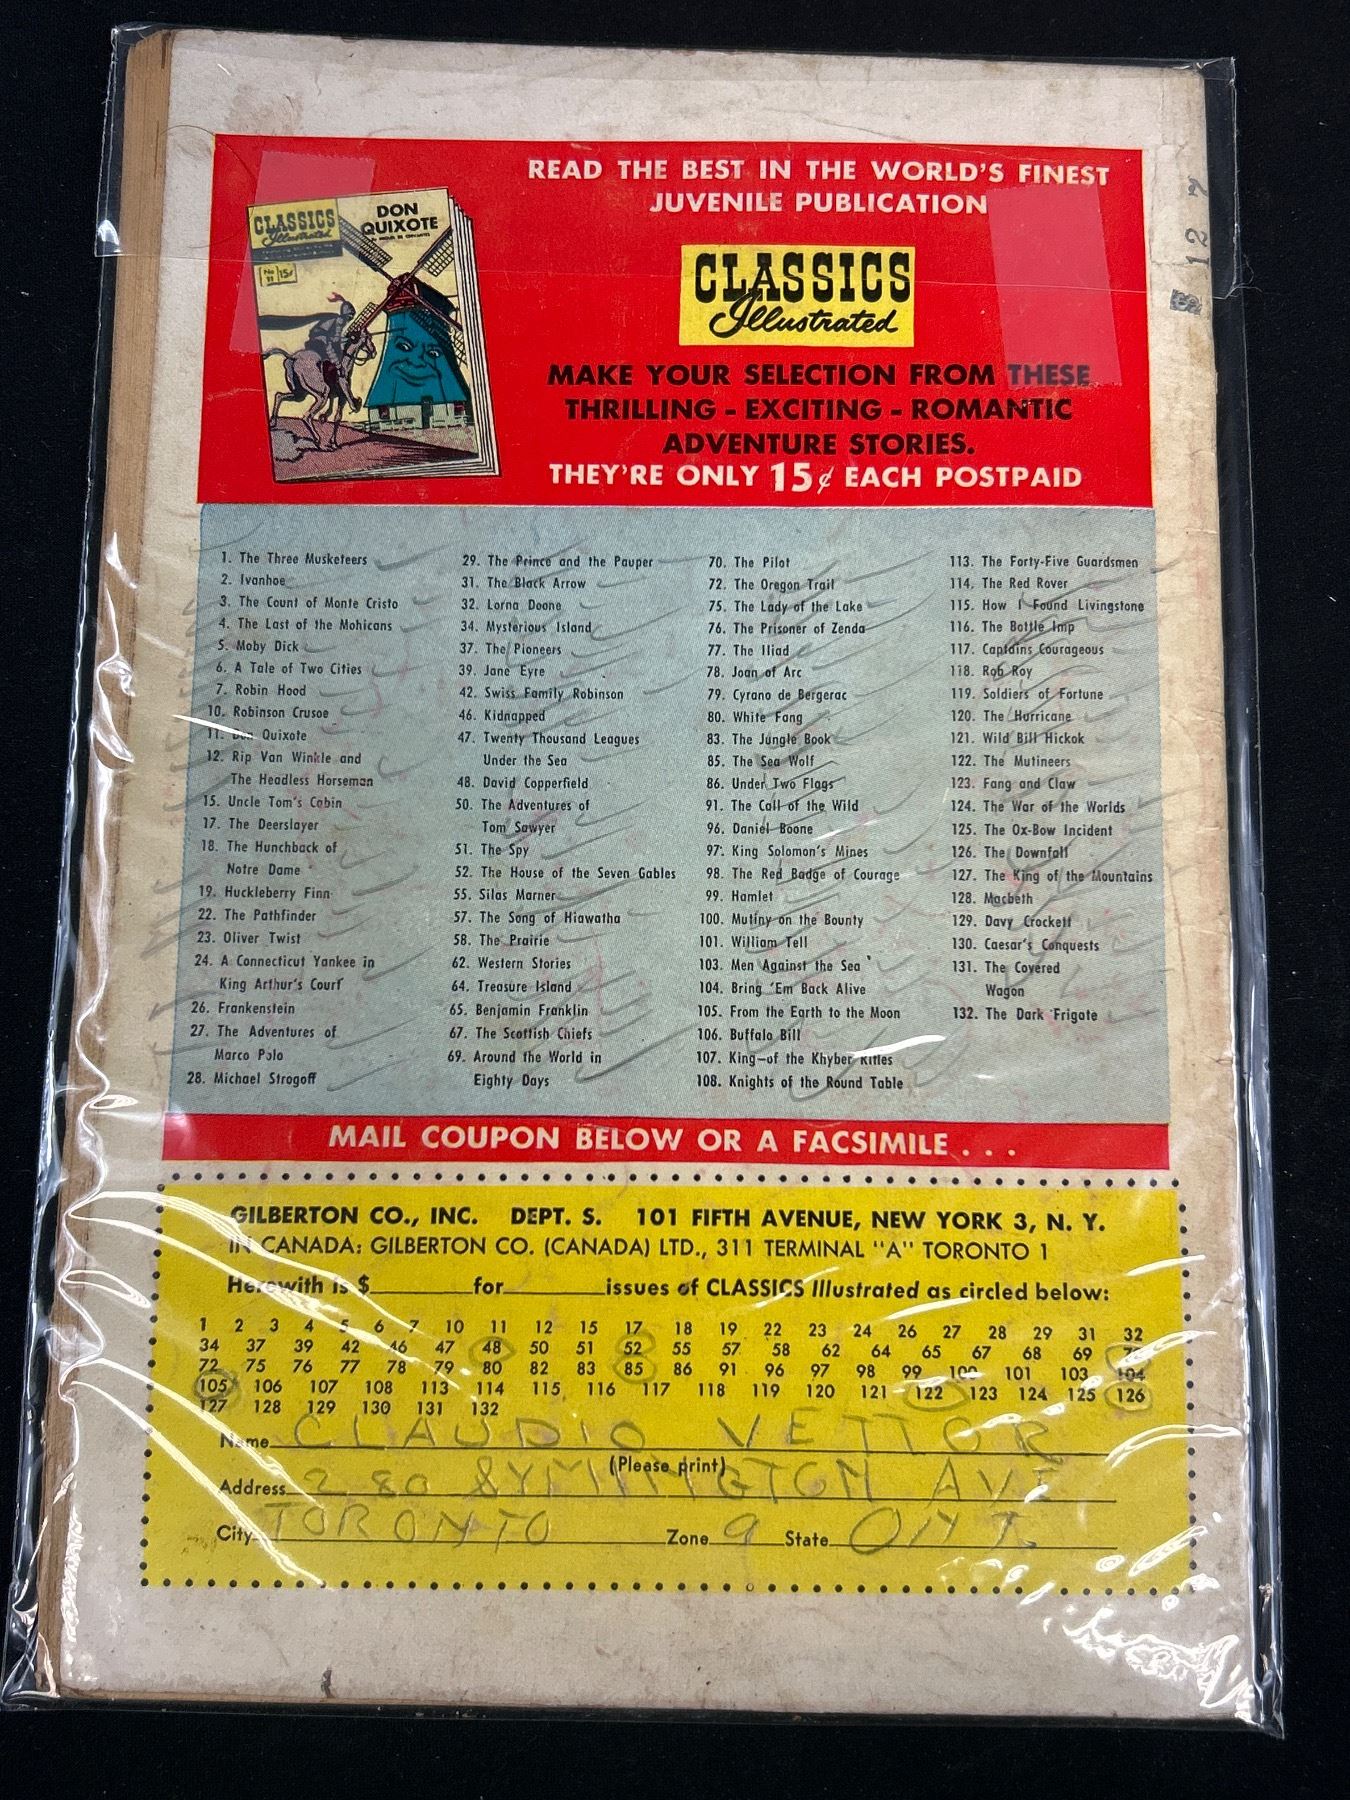 READ THE BEST IN THE WORLD'S FINEST
JUVENILE PUBLICATION
CLASSICS
Illustrated
DON
QUIXOTE
CLASSICS
Illustrated
No 11 15¢
12 7
MAKE YOUR SELECTION FROM THESE
THRILLING - EXCITING - ROMANTIC
ADVENTURE STORIES.
THEY'RE ONLY 15¢ EACH POSTPAID
1. The Three Musketeers
2. Ivanhoe
3. The Count of Monte Cristo
4. The Last of the Mohicans
5. Moby Dick
6. A Tale of Two Cities
7. Robin Hood
10. Robinson Crusoe
11. Don Quixote
12. Rip Van Winkle and
The Headless Horseman
15. Uncle Tom's Cabin
17. The Deerslayer
18. The Hunchback of
Notre Dame
19. Huckleberry Finn
22. The Pathfinder
23. Oliver Twist
24. A Connecticut Yankee in
King Arthur's Court
26. Frankenstein
27. The Adventures of
Marco Polo
28. Michael Strogoff
29. The Prince and the Pauper
31. The Black Arrow
32. Lorna Doone
34. Mysterious Island
37. The Pioneers
39. Jane Eyre
42. Swiss Family Robinson
46. Kidnapped
47. Twenty Thousand Leagues
Under the Sea
48. David Copperfield
50. The Adventures of
Tom Sawyer
51. The Spy
52. The House of the Seven Gables
55. Silas Marner
57. The Song of Hiawatha
58. The Prairie
62. Western Stories
64. Treasure Island
65. Benjamin Franklin
67. The Scottish Chiefs
69. Around the World in
Eighty Days
70. The Pilot
72. The Oregon Trail
75. The Lady of the Lake
76. The Prisoner of Zenda
77. The Iliad
78. Joan of Arc
79. Cyrano de Bergerac
80. White Fang
83. The Jungle Book
85. The Sea Wolf
86. Under Two Flags
91. The Call of the Wild
96. Daniel Boone
97. King Solomon's Mines
98. The Red Badge of Courage
99. Hamlet
100. Mutiny on the Bounty
101. William Tell
103. Men Against the Sea
104. Bring 'Em Back Alive
105. From the Earth to the Moon
106. Buffalo Bill
107. King—of the Khyber Rifles
108. Knights of the Round Table
113. The Forty-Five Guardsmen
114. The Red Rover
115. How I Found Livingstone
116. The Bottle Imp
117. Captains Courageous
118. Rob Roy
119. Soldiers of Fortune
120. The Hurricane
121. Wild Bill Hickok
122. The Mutineers
123. Fang and Claw
124. The War of the Worlds
125. The Ox-Bow Incident
126. The Downfall
127. The King of the Mountains
128. Macbeth
129. Davy Crockett
130. Caesar's Conquests
131. The Covered
Wagon
132. The Dark Frigate
MAIL COUPON BELOW OR A FACSIMILE . . .
GILBERTON CO., INC. DEPT. S. 101 FIFTH AVENUE, NEW YORK 3, N. Y.
IN CANADA: GILBERTON CO. (CANADA) LTD., 311 TERMINAL "A" TORONTO 1
Herewith is $ for issues of CLASSICS Illustrated as circled below:
1 2 3 4 5 6 7 10 11 12 15 17 18 19 22 23 24 26 27 28 29 31 32
34 37 39 42 46 47 48 50 51 52 55 57 58 62 64 65 67 68 69
72 75 76 77 78 79 80 82 83 85 86 91 96 97 98 99 100 101 103 104
105 106 107 108 113 114 115 116 117 118 119 120 121 122 123 124 125 126
127 128 129 130 131 132
Name CLAUDIO VETTOR
(Please print)
Address 280 SYMINGTON AVE
City TORONTO Zone 9 State ONT.